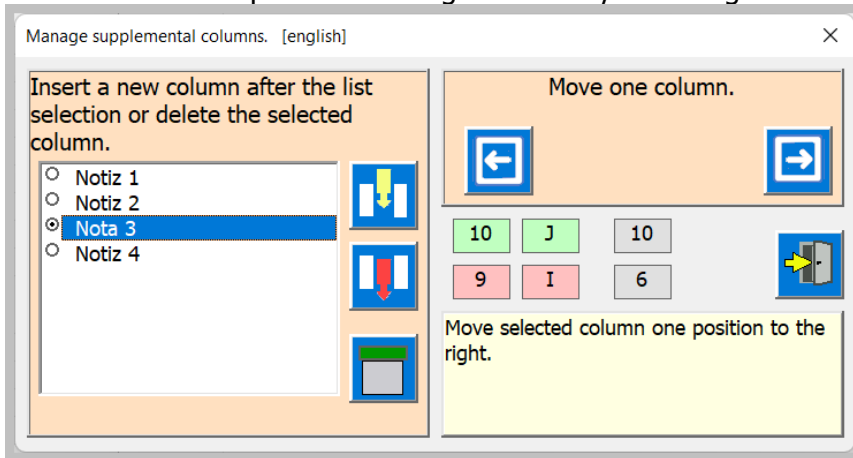 Manage supplemental columns. [english]
Insert a new column after the list
selection or delete the selected
column.
Notiz 1
Notiz 2
Nota 3
Notiz 4
Move one column.
10 J 10
9 I 6
Move selected column one position to the
right.